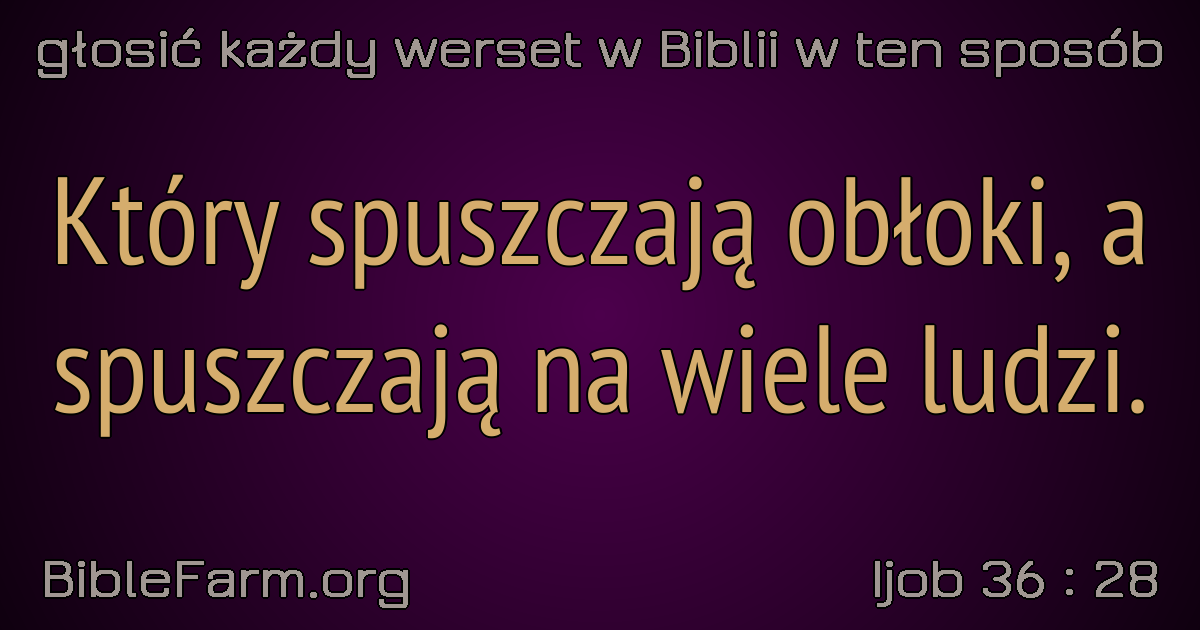 głosić każdy werset w Biblii w ten sposób
Który spuszczają obłoki, a
spuszczają na wiele ludzi.
BibleFarm.org
Ijob 36 : 28